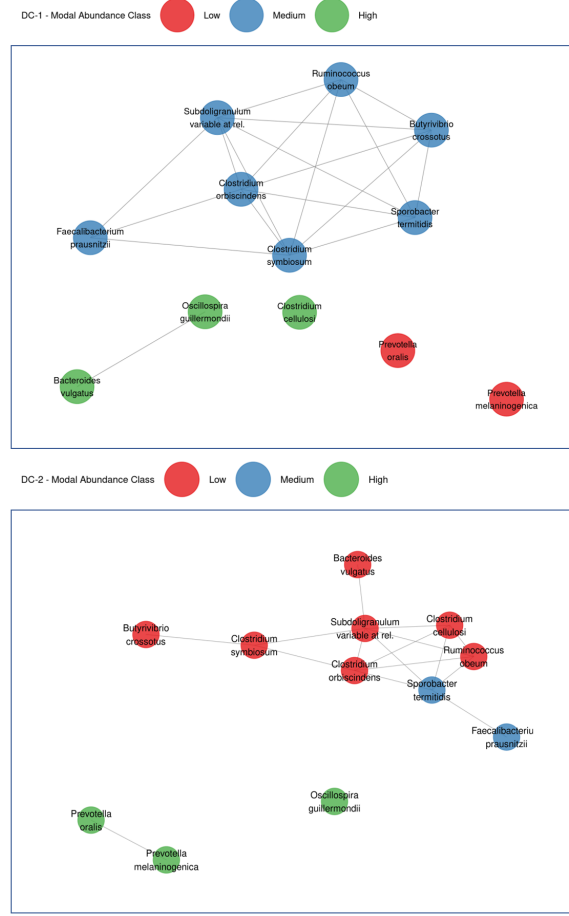 DC-1 - Modal Abundance Class Low Medium High
Ruminococcus
obeum
Subdoligranulum
variable at rel.
Butyrivibrio
crossotus
Clostridium
orbiscindens
Sporobacter
termitidis
Faecalibacterium
prausnitzii
Clostridium
symbiosum
Oscillospira
guillermondii
Clostridium
cellulosi
Prevotella
oralis
Bacteroides
vulgatus
Prevotella
melaninogenica
DC-2 - Modal Abundance Class Low Medium High
Bacteroides
vulgatus
Subdoligranulum
variable at rel.
Clostridium
cellulosi
Butyrivibrio
crossotus
Clostridium
symbiosum
Ruminococcus
obeum
Clostridium
orbiscindens
Sporobacter
termitidis
Faecalibacteriu
prausnitzii
Oscillospira
guillermondii
Prevotella
oralis
Prevotella
melaninogenica